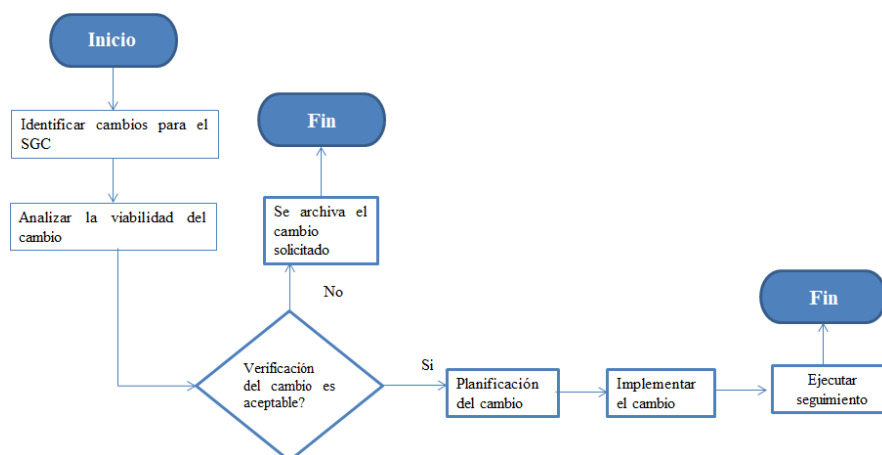 Inicio
Identificar cambios para el
SGC
Analizar la viabilidad del
cambio
Fin
Se archiva el
cambio
solicitado
No
Verificación
del cambio es
aceptable?
Si
Planificación
del cambio
Implementar
el cambio
Ejecutar
seguimiento
Fin